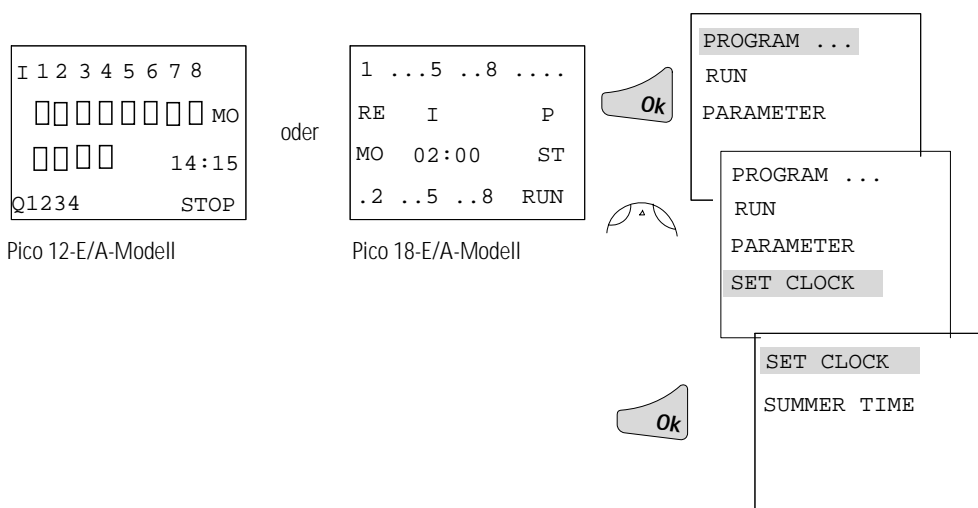 I 1 2 3 4 5 6 7 8
MO
14:15
Q1234 STOP
Pico 12-E/A-Modell
oder
1 ...5 ..8 ....
RE I P
MO 02:00 ST
.2 ..5 ..8 RUN
Pico 18-E/A-Modell
Ok
PROGRAM ...
RUN
PARAMETER
PROGRAM ...
RUN
PARAMETER
SET CLOCK
Ok
SET CLOCK
SUMMER TIME